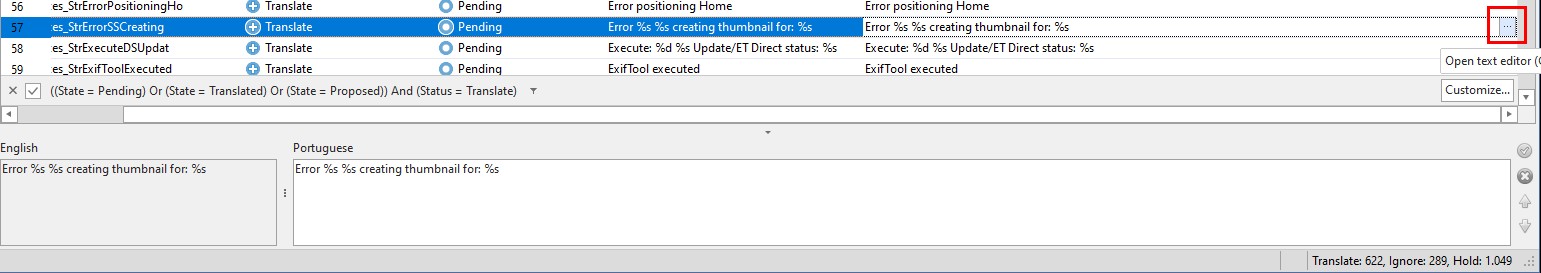 56 es_StrErrorPositioningHo Translate Pending Error positioning Home Error positioning Home
57 es_StrErrorSSCreating Translate Pending Error %s %s creating thumbnail for: %s Error %s %s creating thumbnail for: %s ...
58 es_StrExecuteDSUpdat Translate Pending Execute: %d %s Update/ET Direct status: %s Execute: %d %s Update/ET Direct status: %s
59 es_StrExifToolExecuted Translate Pending ExifTool executed ExifTool executed
Open text editor (
((State = Pending) Or (State = Translated) Or (State = Proposed)) And (Status = Translate) Customize...
English Portuguese
Error %s %s creating thumbnail for: %s Error %s %s creating thumbnail for: %s
Translate: 622, Ignore: 289, Hold: 1.049